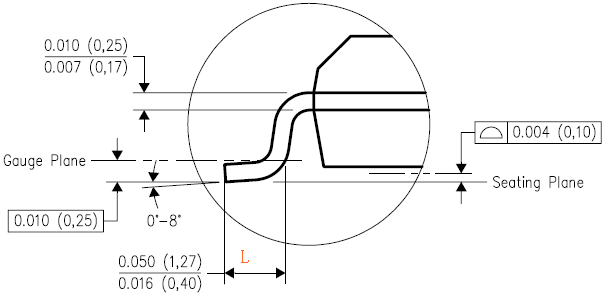 0.010 (0,25)
0.007 (0,17)
0.004 (0,10)
Gauge Plane
Seating Plane
0.010 (0,25)
0°-8°
0.050 (1,27)
0.016 (0,40)
L